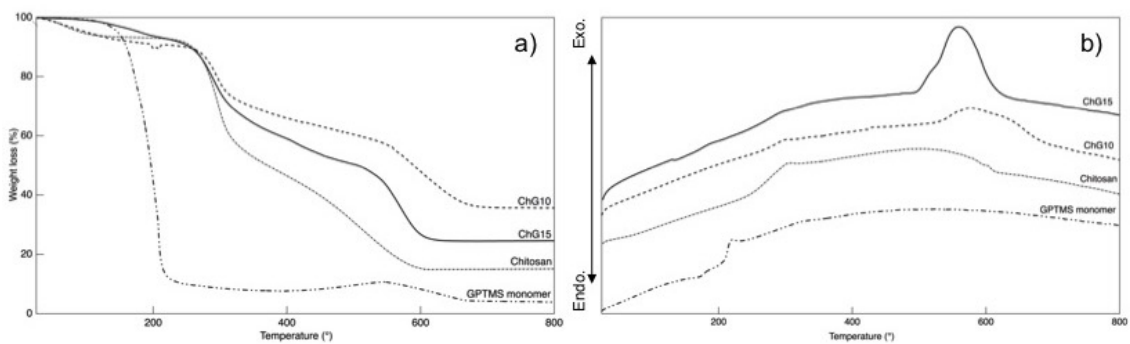 a)
100
80
60
40
20
0
Weight loss (%)
ChG10
ChG15
Chitosan
GPTMS monomer
200
400
600
800
Temperature (°)
b)
Exo.
Endo.
ChG15
ChG10
Chitosan
GPTMS monomer
200
400
600
800
Temperature (°)